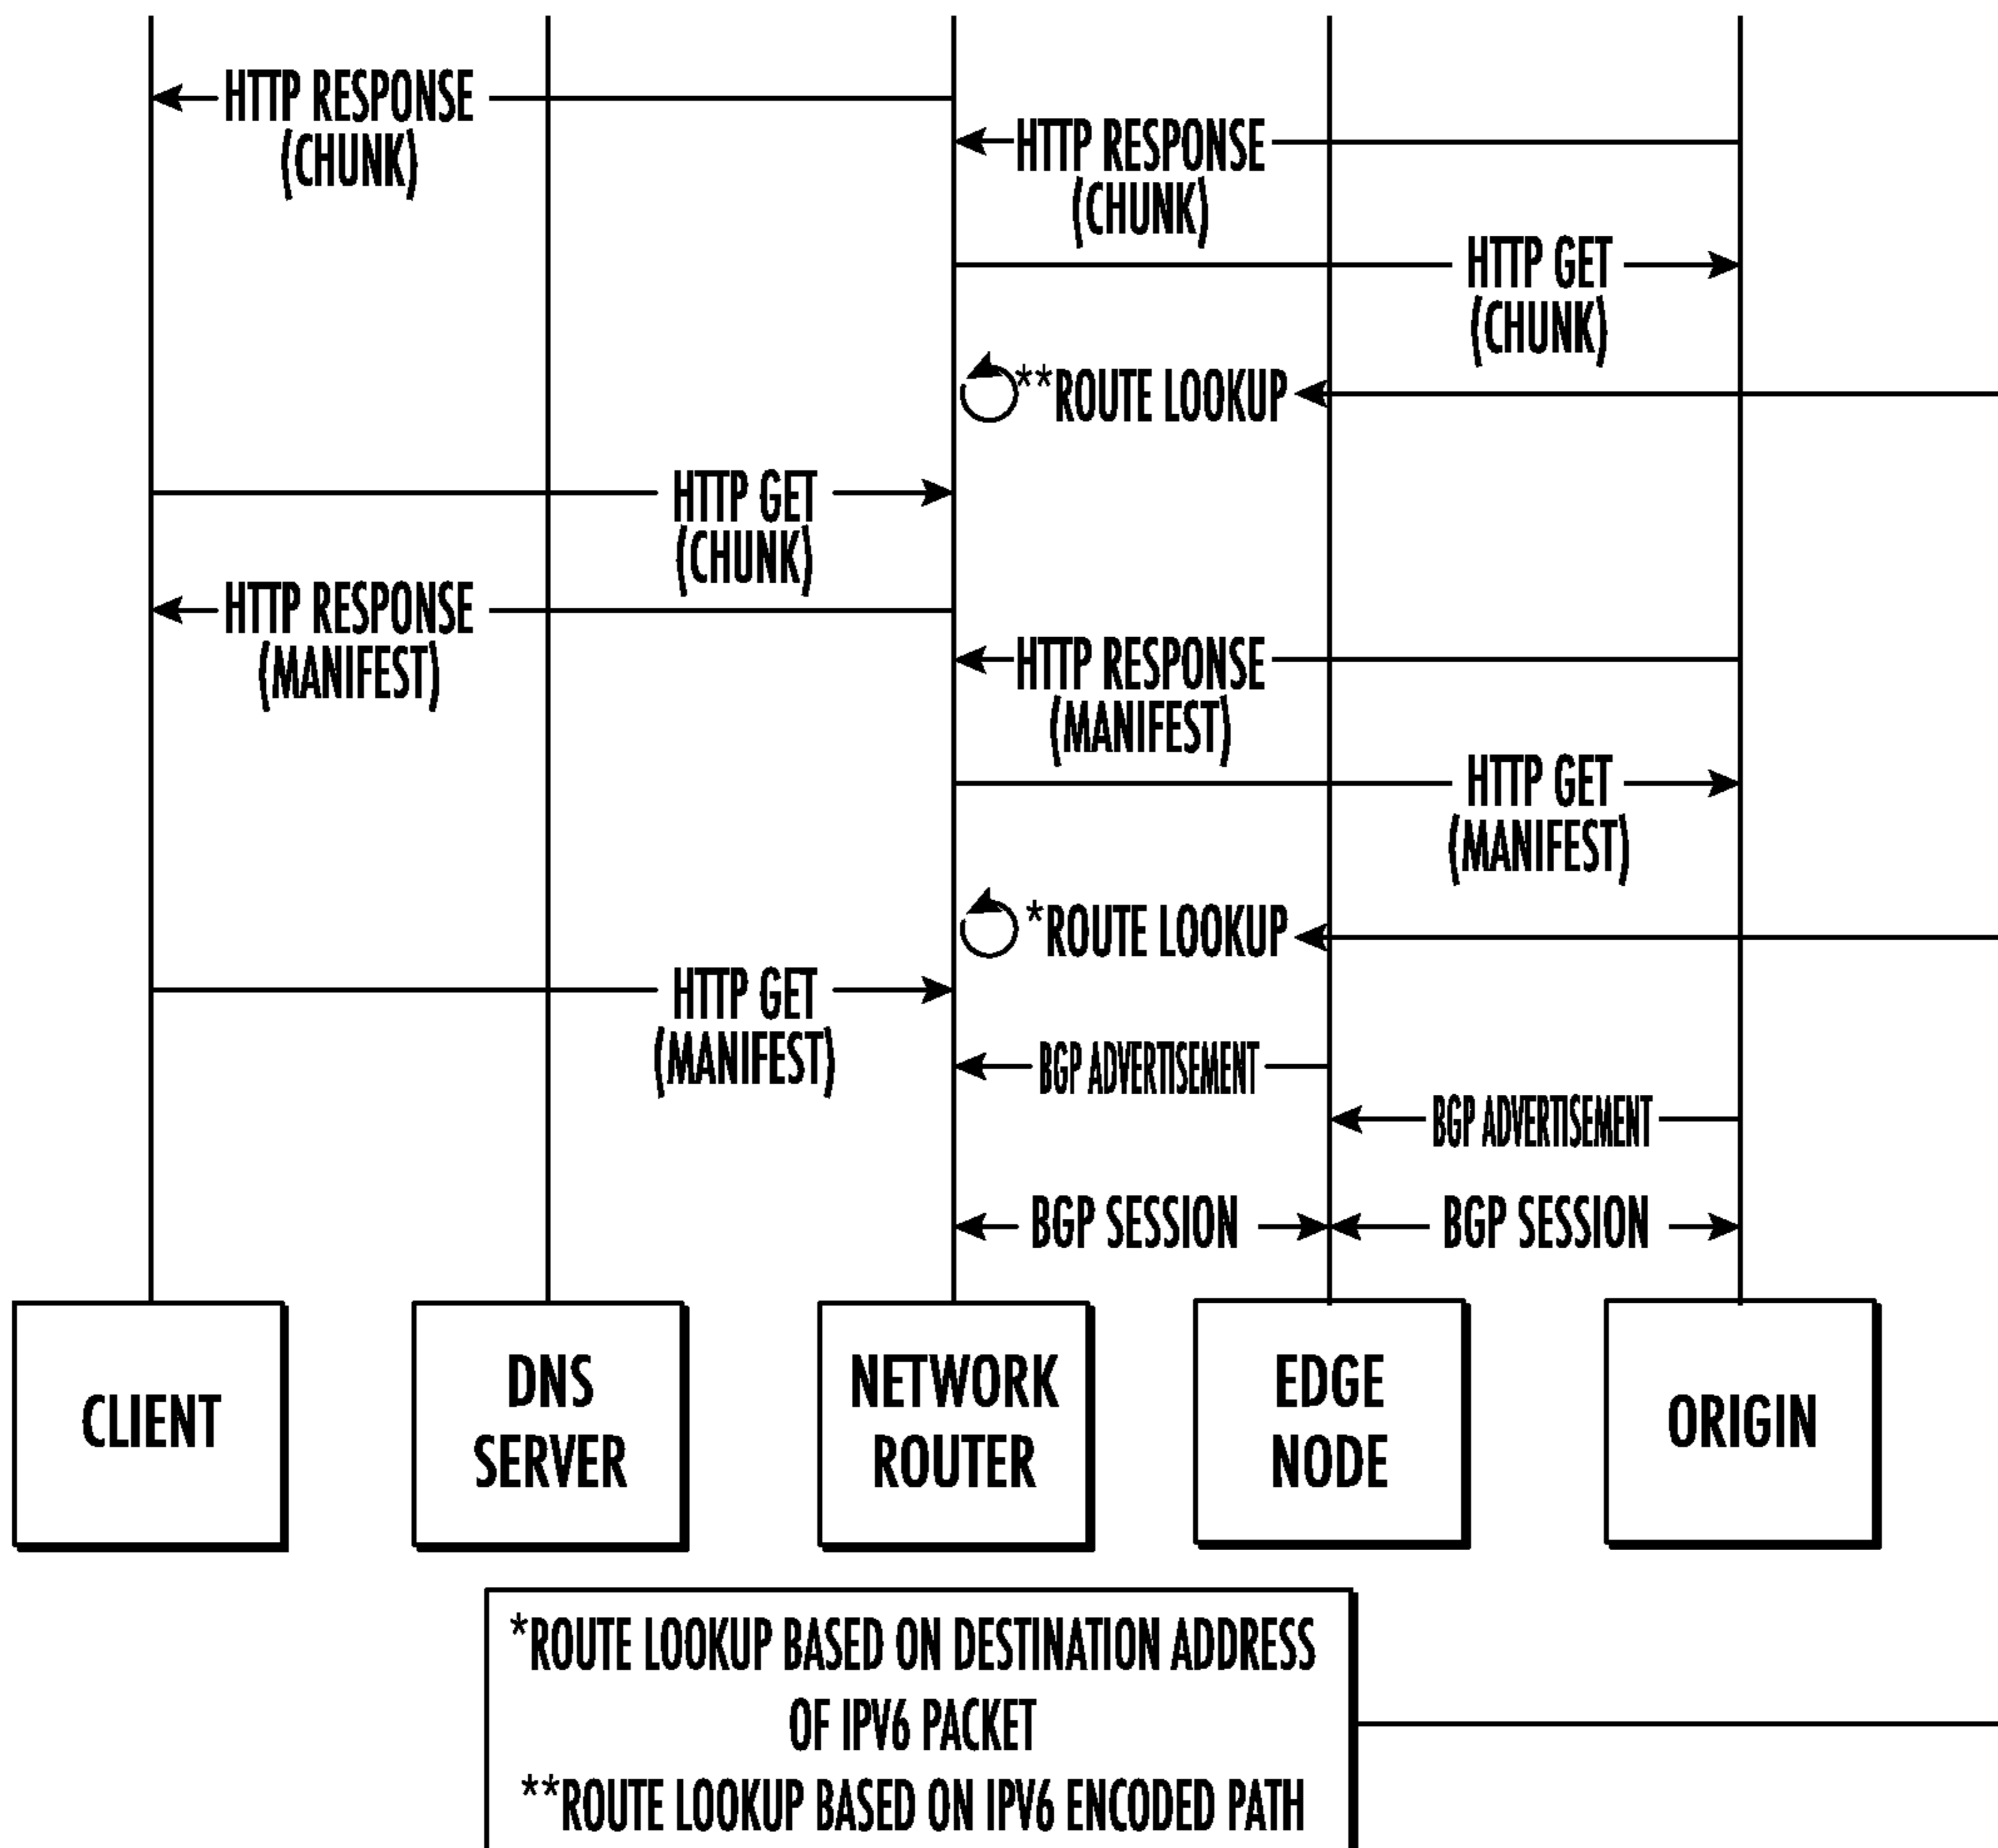 HTTP RESPONSE
(CHUNK)
HTTP RESPONSE
(CHUNK)
HTTP GET
(CHUNK)
**ROUTE LOOKUP
HTTP GET
(CHUNK)
HTTP RESPONSE
(MANIFEST)
HTTP RESPONSE
(MANIFEST)
HTTP GET
(MANIFEST)
*ROUTE LOOKUP
HTTP GET
(MANIFEST)
BGP ADVERTISEMENT
BGP ADVERTISEMENT
BGP SESSION
BGP SESSION
CLIENT
DNS
SERVER
NETWORK
ROUTER
EDGE
NODE
ORIGIN
*ROUTE LOOKUP BASED ON DESTINATION ADDRESS
OF IPV6 PACKET
**ROUTE LOOKUP BASED ON IPV6 ENCODED PATH